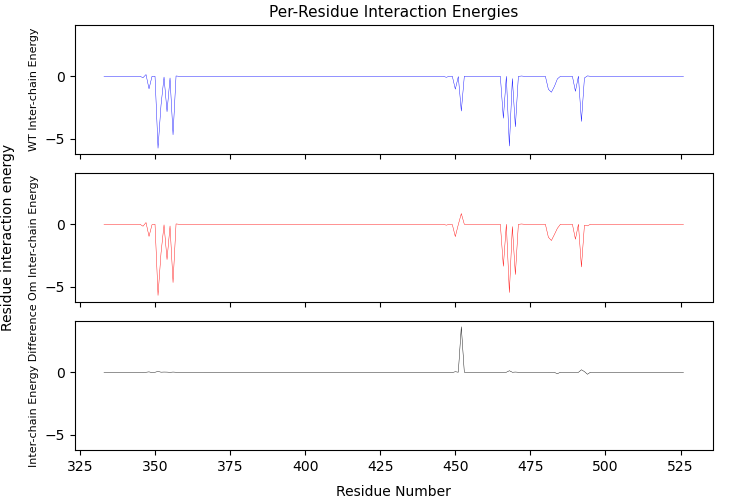 Per-Residue Interaction Energies
Residue interaction energy
WT Inter-chain Energy
0
−5
Om Inter-chain Energy
0
−5
Inter-chain Energy Difference
0
−5
325 350 375 400 425 450 475 500 525
Residue Number